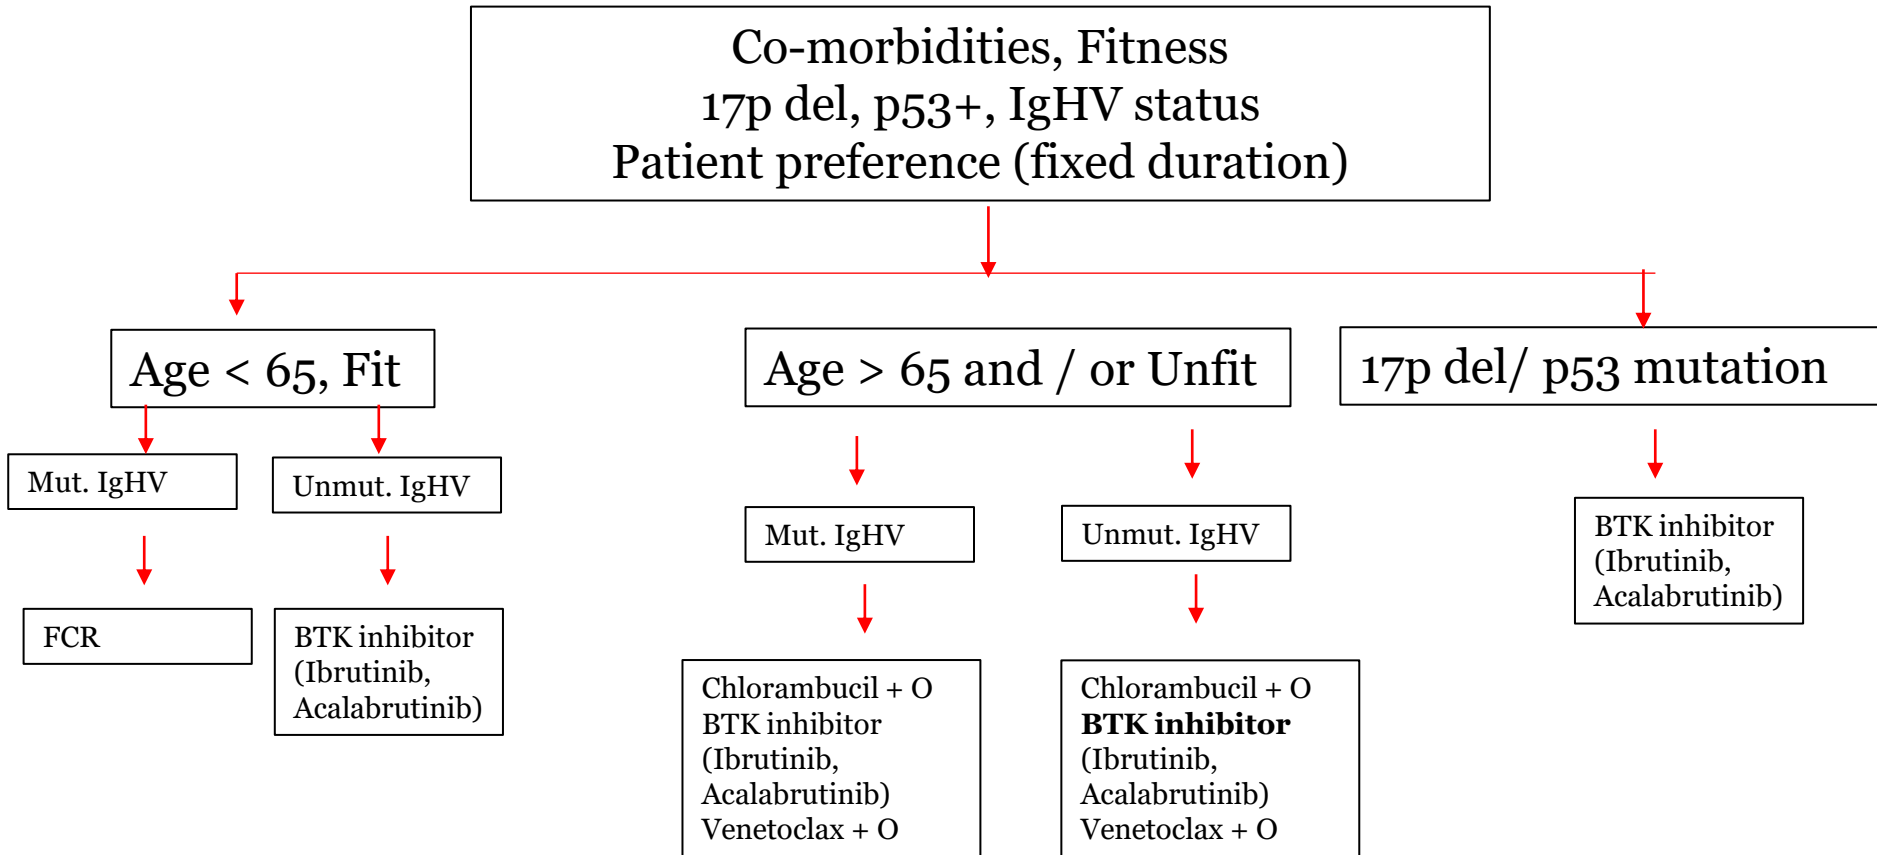 Co-morbidities, Fitness
17p del, p53+, IgHV status
Patient preference (fixed duration)
Age < 65, Fit
Age > 65 and / or Unfit
17p del/ p53 mutation
Mut. IgHV
Unmut. IgHV
Mut. IgHV
Unmut. IgHV
BTK inhibitor
(Ibrutinib,
Acalabrutinib)
FCR
BTK inhibitor
(Ibrutinib,
Acalabrutinib)
Chlorambucil + O
BTK inhibitor
(Ibrutinib,
Acalabrutinib)
Venetoclax + O
Chlorambucil + O
BTK inhibitor
(Ibrutinib,
Acalabrutinib)
Venetoclax + O